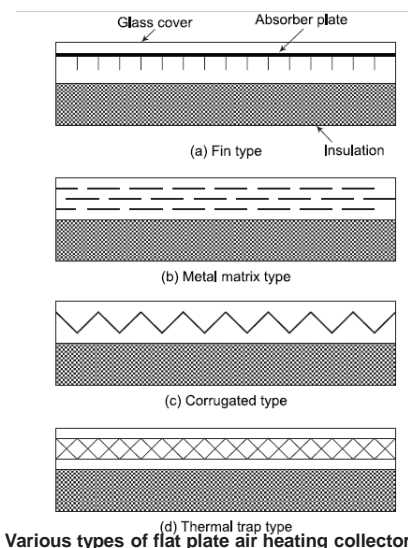 Glass cover
Absorber plate
(a) Fin type
Insulation
(b) Metal matrix type
(c) Corrugated type
(d) Thermal trap type
Various types of flat plate air heating collector